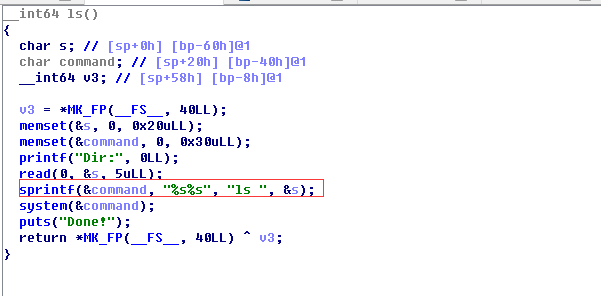 __int64 ls()
{
char s; // [sp+0h] [bp-60h]@1
char command; // [sp+20h] [bp-40h]@1
__int64 v3; // [sp+58h] [bp-8h]@1
v3 = *MK_FP(__FS__, 40LL);
memset(&s, 0, 0x20uLL);
memset(&command, 0, 0x30uLL);
printf("Dir:", 0LL);
read(0, &s, 5uLL);
sprintf(&command, "%s%s", "ls ", &s);
system(&command);
puts("Done!");
return *MK_FP(__FS__, 40LL) ^ v3;
}